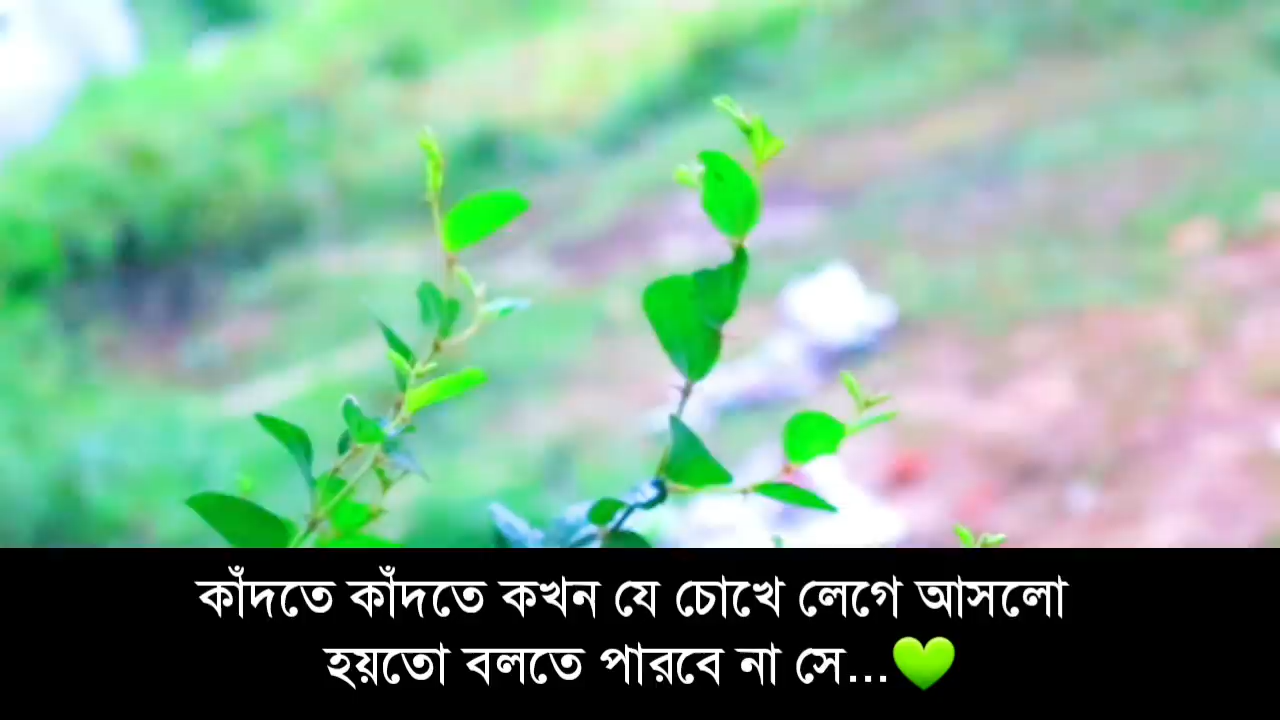 কাঁদতে কাঁদতে কখন যে চোখে লেগে আসলো
হয়তো বলতে পারবে না সে...💚